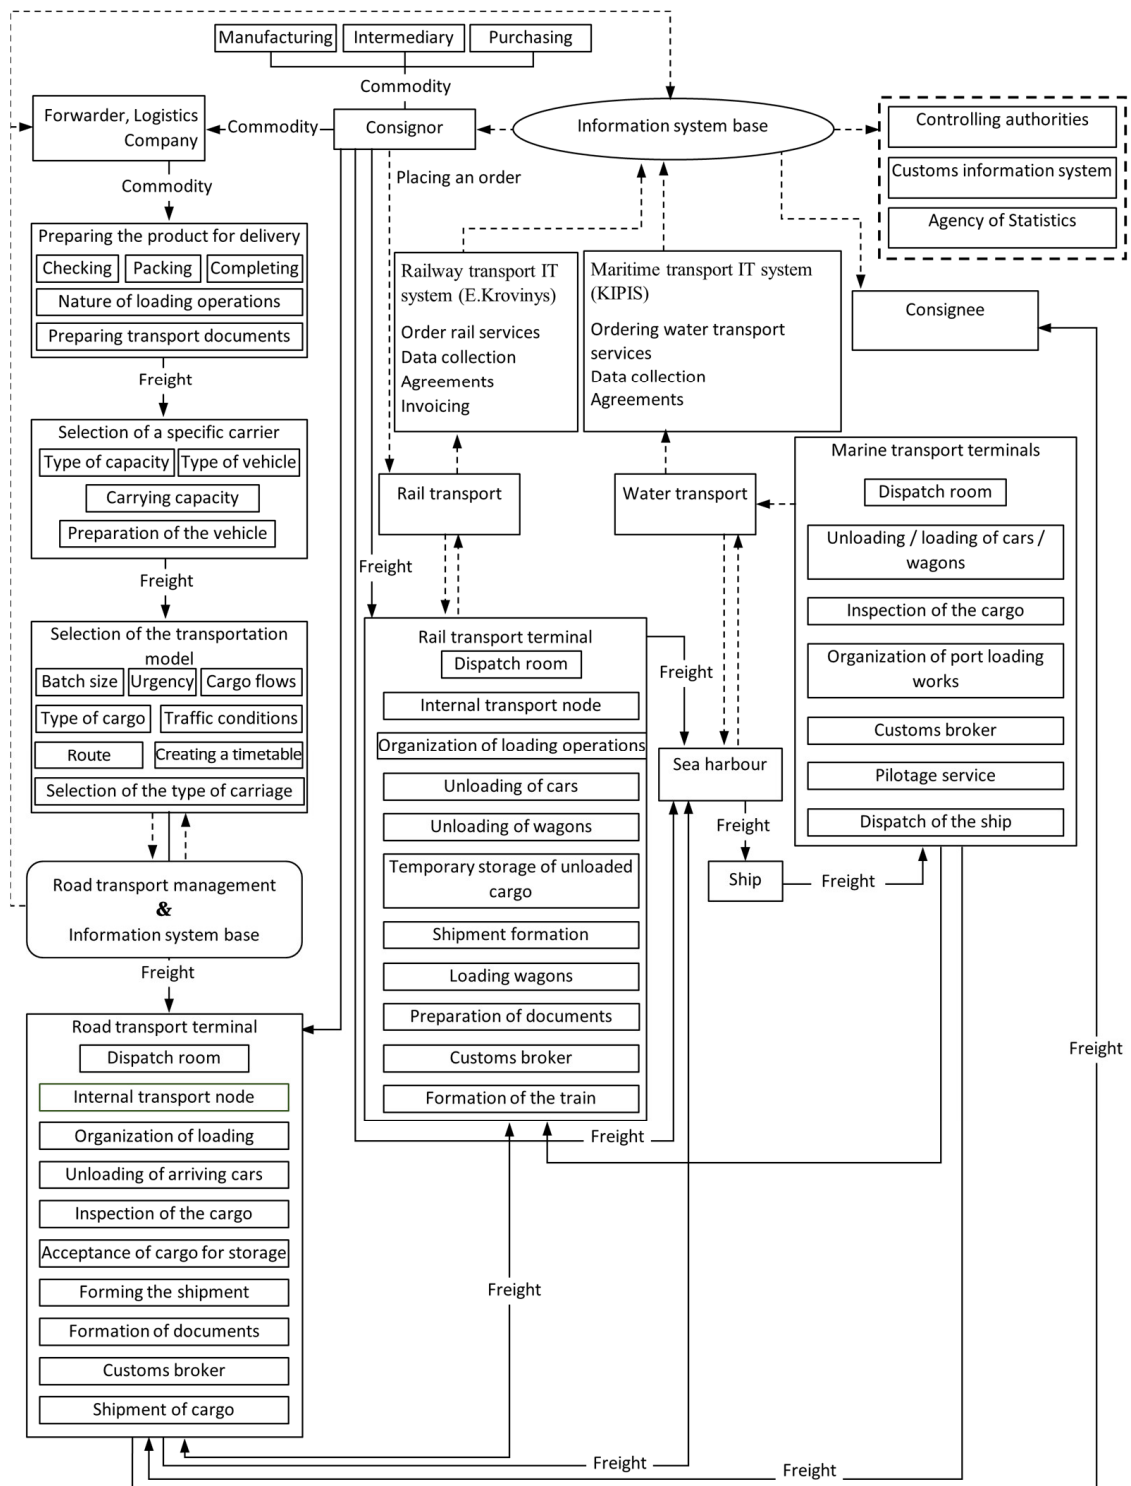 Manufacturing
Intermediary
Purchasing
Commodity
Forwarder, Logistics
Company
Commodity
Consignor
Information system base
Controlling authorities
Customs information system
Agency of Statistics
Commodity
Placing an order
Preparing the product for delivery
Checking
Packing
Completing
Nature of loading operations
Preparing transport documents
Railway transport IT
system (E.Krovinys)
Order rail services
Data collection
Agreements
Invoicing
Maritime transport IT system
(KIPIS)
Ordering water transport
services
Data collection
Agreements
Consignee
Freight
Selection of a specific carrier
Type of capacity
Type of vehicle
Carrying capacity
Preparation of the vehicle
Rail transport
Water transport
Marine transport terminals
Dispatch room
Unloading / loading of cars /
wagons
Inspection of the cargo
Organization of port loading
works
Customs broker
Pilotage service
Dispatch of the ship
Freight
Freight
Selection of the transportation
model
Batch size
Urgency
Cargo flows
Type of cargo
Traffic conditions
Route
Creating a timetable
Selection of the type of carriage
Rail transport terminal
Dispatch room
Internal transport node
Organization of loading operations
Unloading of cars
Unloading of wagons
Temporary storage of unloaded
cargo
Shipment formation
Loading wagons
Preparation of documents
Customs broker
Formation of the train
Freight
Sea harbour
Freight
Ship
Freight
Road transport management
&
Information system base
Freight
Road transport terminal
Dispatch room
Internal transport node
Organization of loading
Unloading of arriving cars
Inspection of the cargo
Acceptance of cargo for storage
Forming the shipment
Formation of documents
Customs broker
Shipment of cargo
Freight
Freight
Freight
Freight
Freight